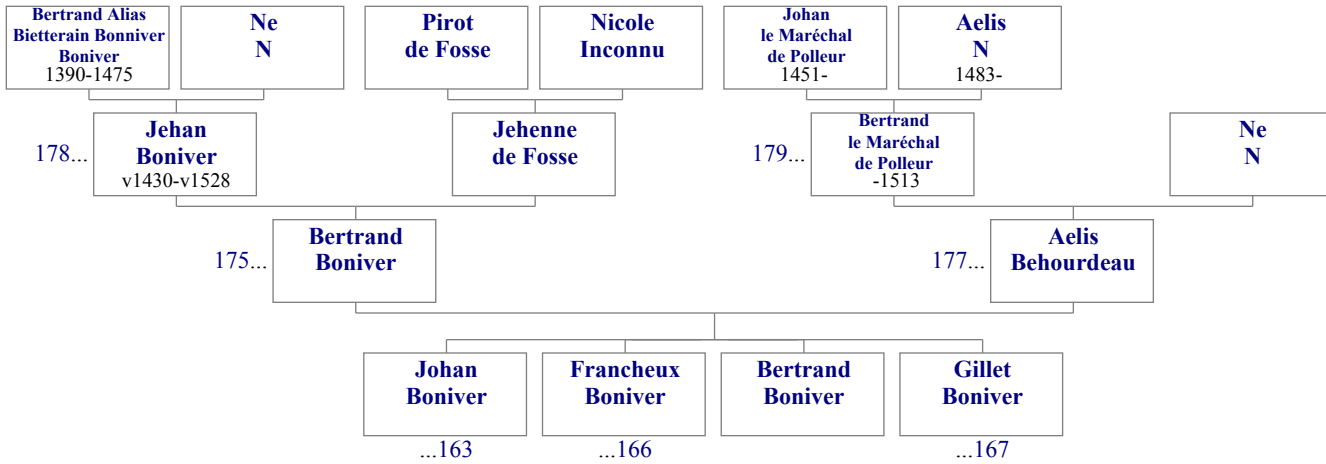 Bertrand Alias
Bietterain Bonniver
Boniver
1390-1475
Ne
N
Pirot
de Fosse
Nicole
Inconnu
Johan
le Maréchal
de Polleur
1451-
Aelis
N
1483-
178...
Jehan
Boniver
v1430-v1528
Jehenne
de Fosse
179...
Bertrand
le Maréchal
de Polleur
-1513
Ne
N
175...
Bertrand
Boniver
177...
Aelis
Behourdeau
Johan
Boniver
Francheux
Boniver
Bertrand
Boniver
Gillet
Boniver
...163
...166
...167